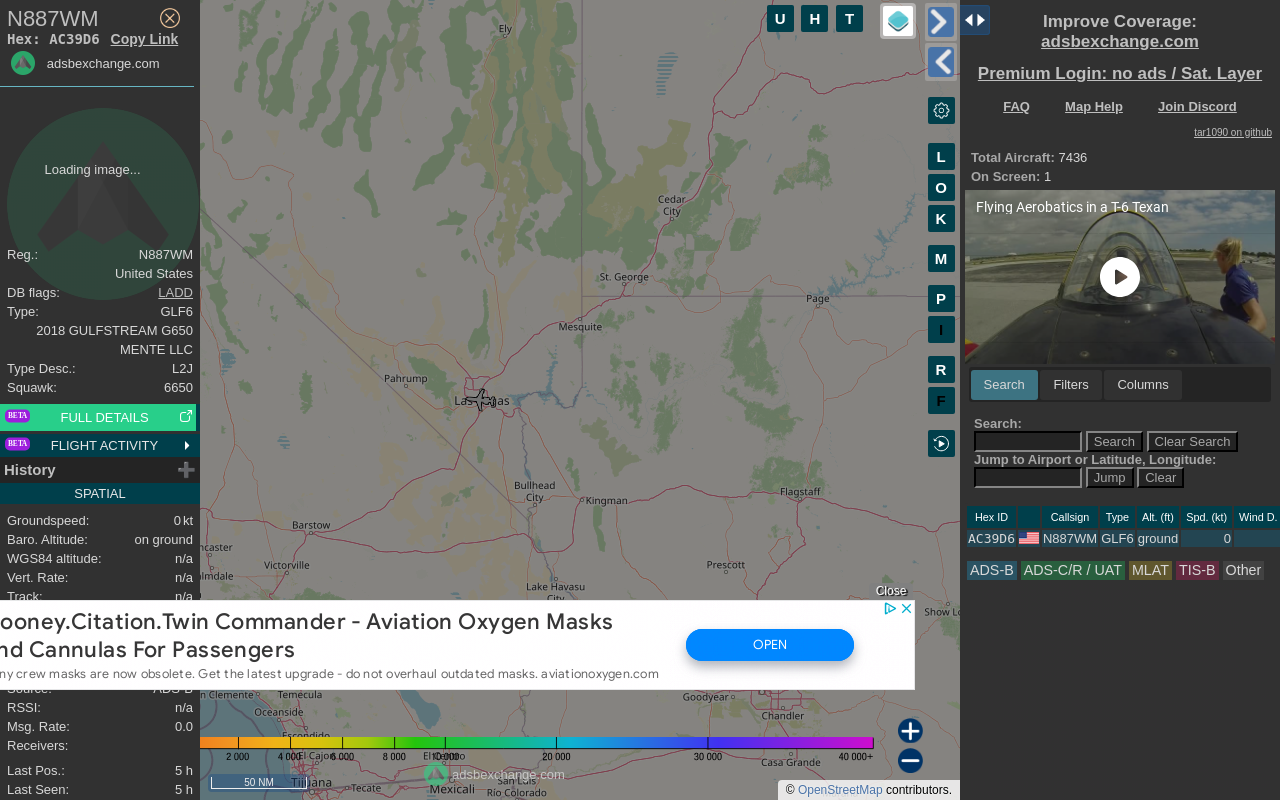 N887WM
Hex: AC39D6 Copy Link
adsbexchange.com
Loading image...
Reg.: N887WM
United States
DB flags: LADD
Type: GLF6
2018 GULFSTREAM G650
MENTE LLC
Type Desc.: L2J
Squawk: 6650
BETA FULL DETAILS
BETA FLIGHT ACTIVITY
History
SPATIAL
Groundspeed: 0 kt
Baro. Altitude: on ground
WGS84 altitude: n/a
Vert. Rate: n/a
Track: n/a
Source: ADS-B
RSSI: n/a
Msg. Rate: 0.0
Receivers:
Last Pos.: 5 h
Last Seen: 5 h
U H T
L
O
K
M
P
I
R
F
Ely
Cedar
City
St. George
Page
Mesquite
Pahrump
Las Vegas
Bullhead
City
Kingman
Flagstaff
Barstow
ncaster
Victorville
almdale
Prescott
Lake Havasu
City
Show Lo
Close
ooney.Citation.Twin Commander - Aviation Oxygen Masks
nd Cannulas For Passengers
ny crew masks are now obsolete. Get the latest upgrade - do not overhaul outdated masks. aviationoxygen.com
OPEN
n Clemente
Temecula
Goodyear
Oceanside
Chandler
Escondido
2 000 4 000 6 000 8 000 20 000 30 000 40 000+
El Cajon
El Centro
Casa Grande
adsbexchange.com
50 NM
Tijuana
Tecate
Mexicali
San Luis
Río Colorado
© OpenStreetMap contributors.
Improve Coverage:
adsbexchange.com
Premium Login: no ads / Sat. Layer
FAQ Map Help Join Discord
tar1090 on github
Total Aircraft: 7436
On Screen: 1
Flying Aerobatics in a T-6 Texan
Search Filters Columns
Search:
Search Clear Search
Jump to Airport or Latitude, Longitude:
Jump Clear
Hex ID Callsign Type Alt. (ft) Spd. (kt) Wind D.
AC39D6 N887WM GLF6 ground 0
ADS-B ADS-C/R / UAT MLAT TIS-B Other